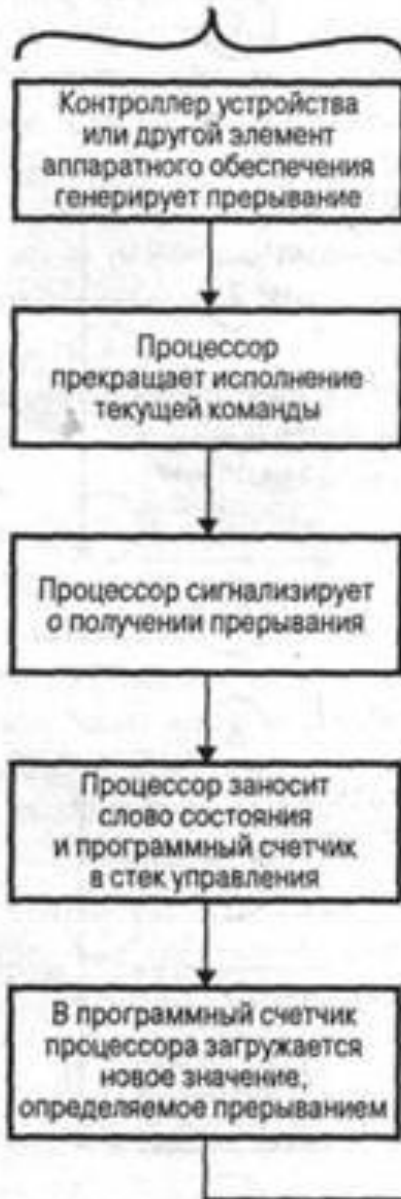 Контроллер устройства
или другой элемент
аппаратного обеспечения
генерирует прерывание
Процессор
прекращает исполнение
текущей команды
Процессор сигнализирует
о получении прерывания
Процессор заносит
слово состояния
и программный счетчик
в стек управления
В программный счетчик
процессора загружается
новое значение,
определяемое прерыванием